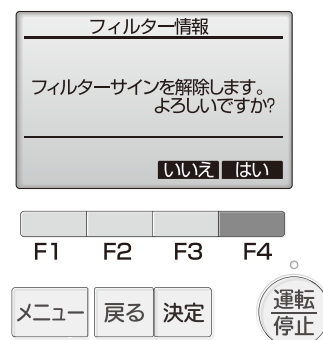 フィルター情報
フィルターサインを解除します。
よろしいですか?
いいえ はい
F1 F2 F3 F4
メニュー 戻る 決定 運転
停止